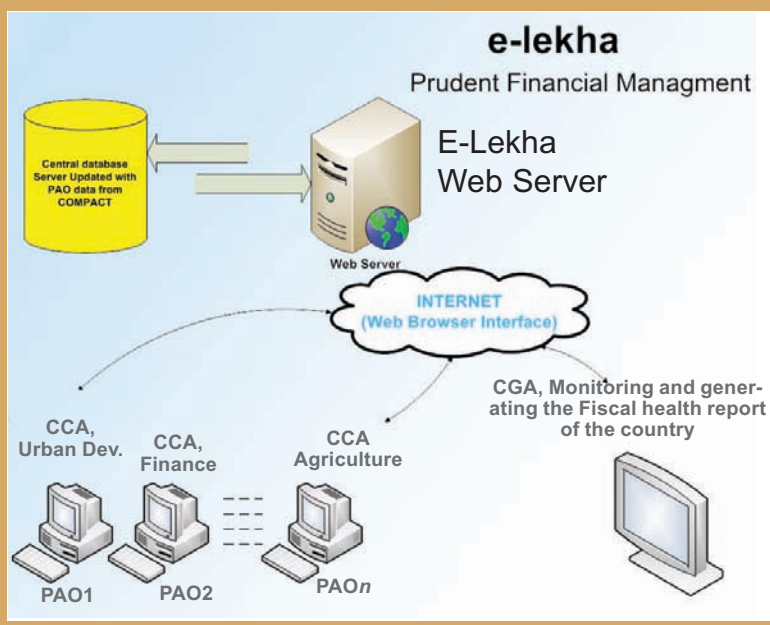 e-lekha
Prudent Financial Managment
Central database
Server Updated with
PAO data from
COMPACT
E-Lekha
Web Server
Web Server
INTERNET
(Web Browser Interface)
CGA, Monitoring and gener-
ating the Fiscal health report
of the country
CCA,
Urban Dev.
CCA,
Finance
CCA
Agriculture
PAO1
PAO2
PAOn